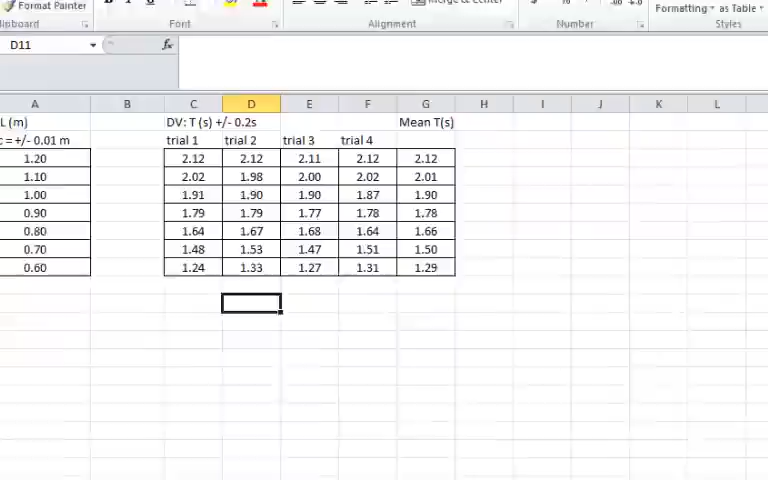 Format Painter
Clipboard
Font
Alignment
Number
Formatting as Table
Styles
D11 fx
A B C D E F G H I J K L
L (m) DV: T (s) +/- 0.2s Mean T(s)
c = +/- 0.01 m trial 1 trial 2 trial 3 trial 4
1.20 2.12 2.12 2.11 2.12 2.12
1.10 2.02 1.98 2.00 2.02 2.01
1.00 1.91 1.90 1.90 1.87 1.90
0.90 1.79 1.79 1.77 1.78 1.78
0.80 1.64 1.67 1.68 1.64 1.66
0.70 1.48 1.53 1.47 1.51 1.50
0.60 1.24 1.33 1.27 1.31 1.29